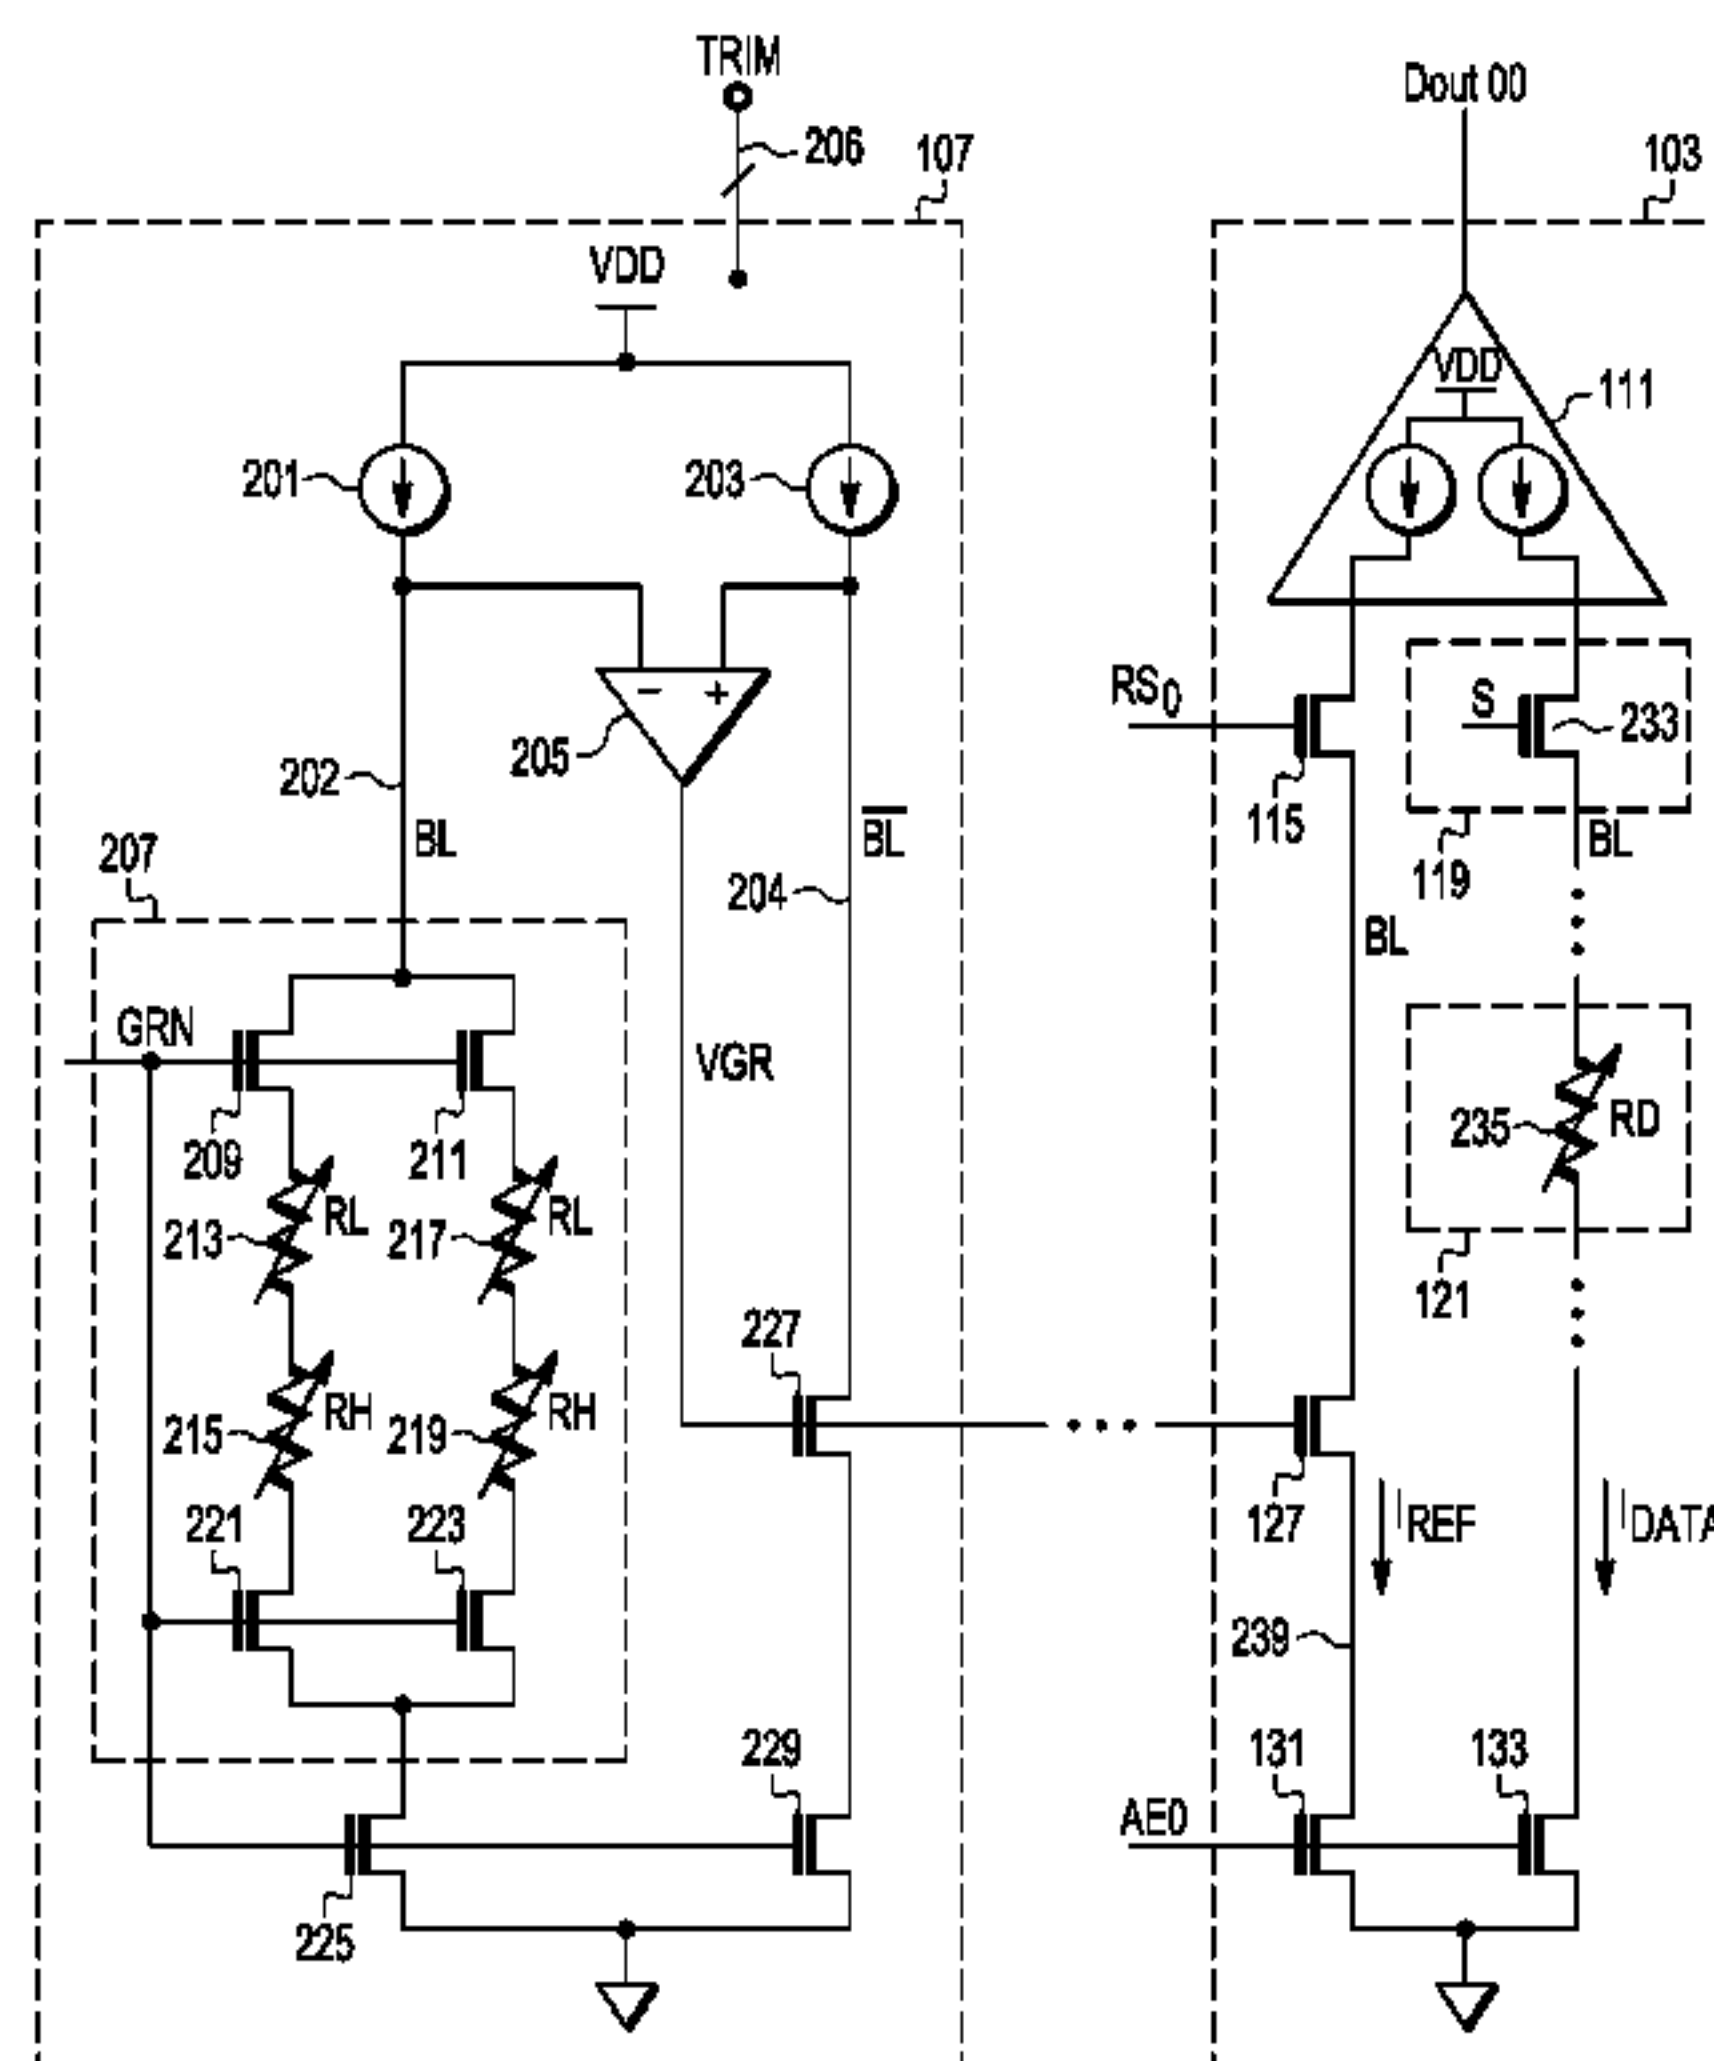 TRIM
Dout 00
206
107
103
VDD
VDD
111
201
203
− +
205
RS0
S
233
202
115
BL
BL
BL
119
207
204
BL
GRN
VGR
209
211
235
RD
RL
RL
213
217
121
227
RH
RH
215
219
221
223
127
IREF
IDATA
239
229
131
133
AE0
225